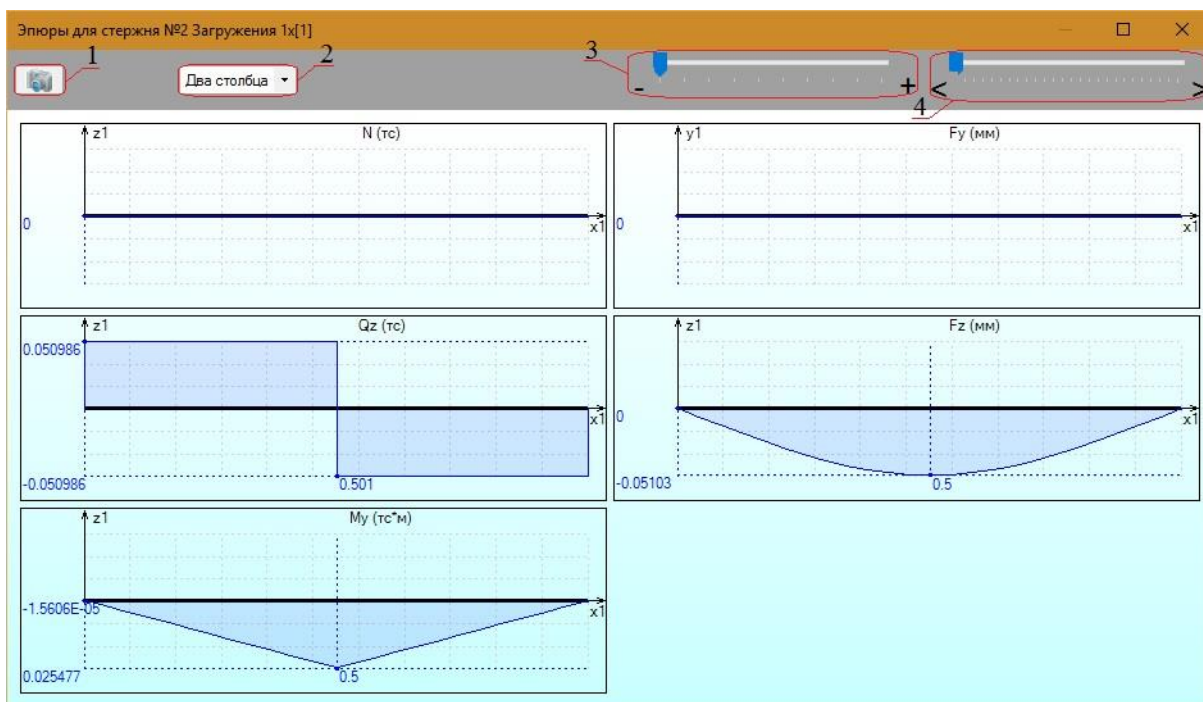 Эпюры для стержня №2 Загружения 1x[1]
1
2
Два столбца
3
- +
4
< >
z1
N (тс)
0
x1
y1
Fy (мм)
0
x1
z1
Qz (тс)
0.050986
x1
-0.050986
0.501
z1
Fz (мм)
0
x1
-0.05103
0.5
z1
My (тс*м)
-1.5606E-05
x1
0.025477
0.5